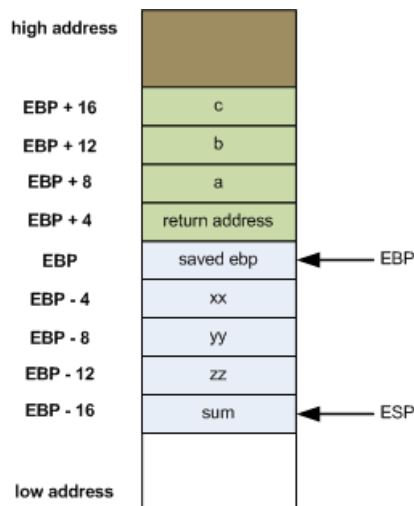 high address
EBP + 16 c
EBP + 12 b
EBP + 8 a
EBP + 4 return address
EBP saved ebp EBP
EBP - 4 xx
EBP - 8 yy
EBP - 12 zz
EBP - 16 sum ESP
low address